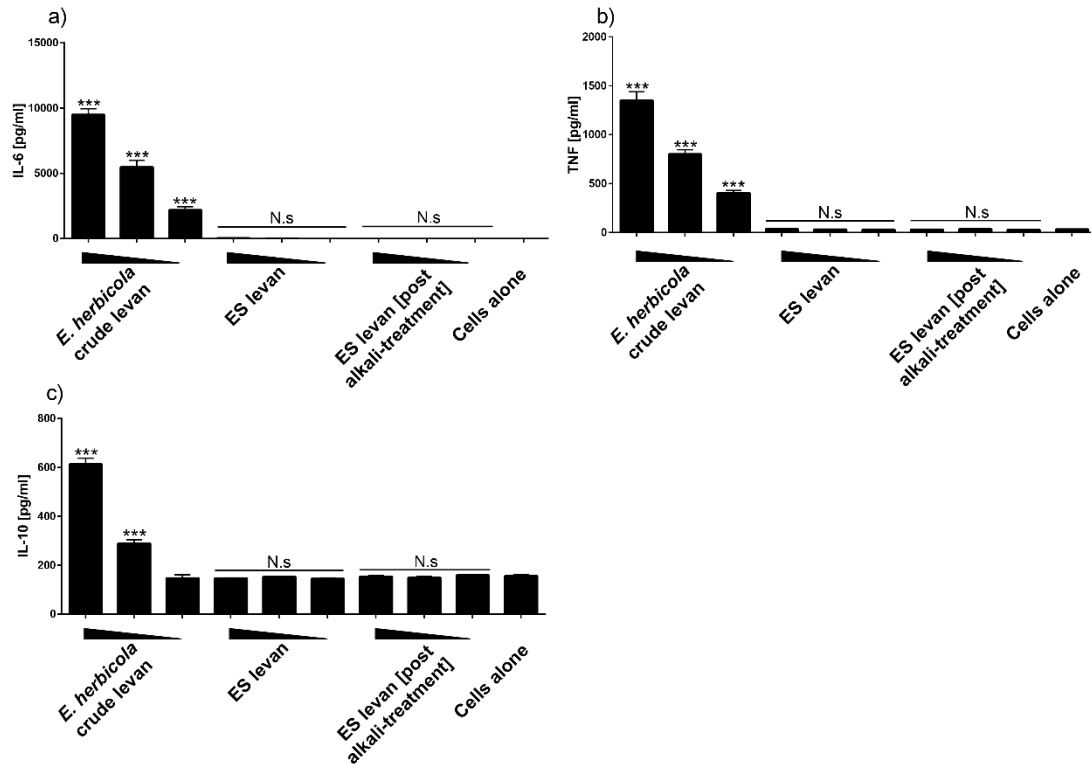 a)
15000
10000
5000
0
IL-6 [pg/ml]
***
***
***
N.s
N.s
E. herbicola
crude levan
ES levan
ES levan [post
alkali-treatment]
Cells alone
b)
2000
1500
1000
500
0
TNF [pg/ml]
***
***
***
N.s
N.s
E. herbicola
crude levan
ES levan
ES levan [post
alkali-treatment]
Cells alone
c)
800
600
400
200
0
IL-10 [pg/ml]
***
***
N.s
N.s
E. herbicola
crude levan
ES levan
ES levan [post
alkali-treatment]
Cells alone